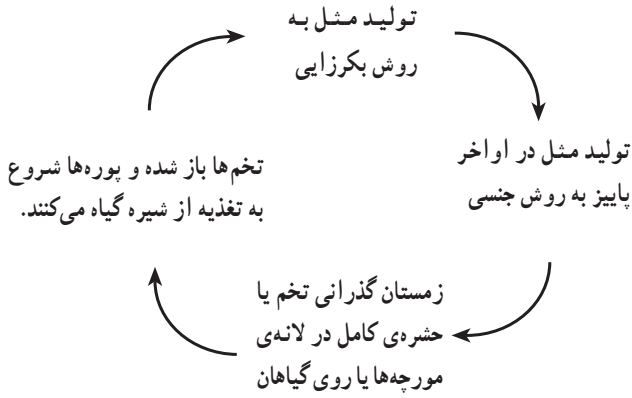 تولید مثل به
روش بکرزایی
تولید مثل در اواخر
پاییز به روش جنسی
زمستان گذرانی تخم یا
حشره‌ی کامل در لانه‌ی
مورچه‌ها یا روی گیاهان
تخم‌ها باز شده و پوره‌ها شروع
به تغذیه از شیره گیاه می‌کنند.